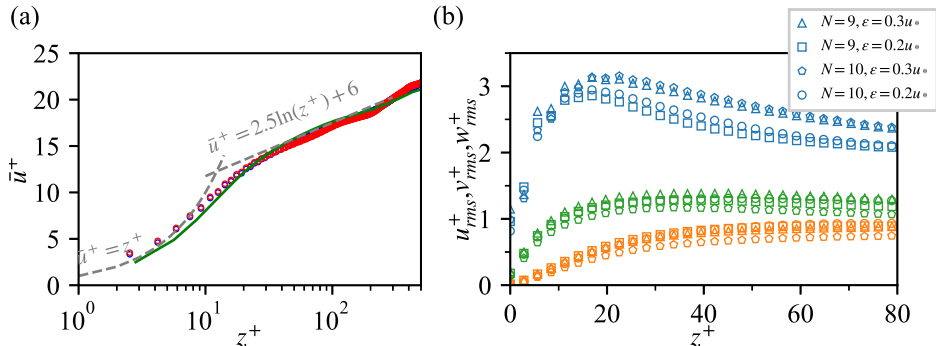 (a)
25
20
15
10
5
0
ū⁺
ū⁺ = z⁺
ū⁺ = 2.5ln(z⁺) + 6
10⁰
10¹
10²
z⁺
(b)
N = 9, ε = 0.3u*
N = 9, ε = 0.2u*
N = 10, ε = 0.3u*
N = 10, ε = 0.2u*
3
2
1
0
u⁺rms, v⁺rms, w⁺rms
0
20
40
60
80
z⁺